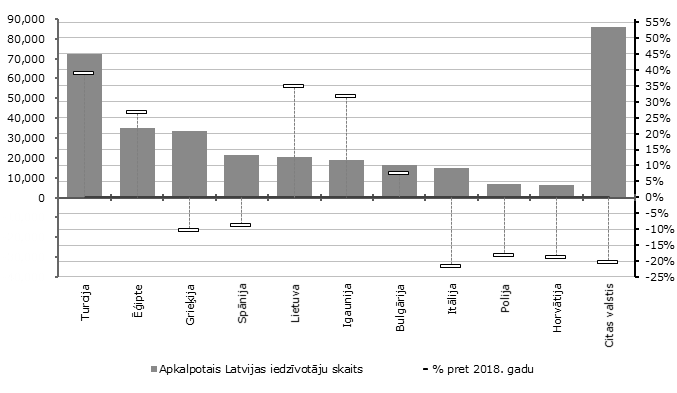 90,000
80,000
70,000
60,000
50,000
40,000
30,000
20,000
10,000
0
55%
50%
45%
40%
35%
30%
25%
20%
15%
10%
5%
0%
-5%
-10%
-15%
-20%
-25%
Turcija
Ēģipte
Grieķija
Spānija
Lietuva
Igaunija
Bulgārija
Itālija
Polija
Horvātija
Citas valstis
Apkalpotais Latvijas iedzīvotāju skaits
% pret 2018. gadu